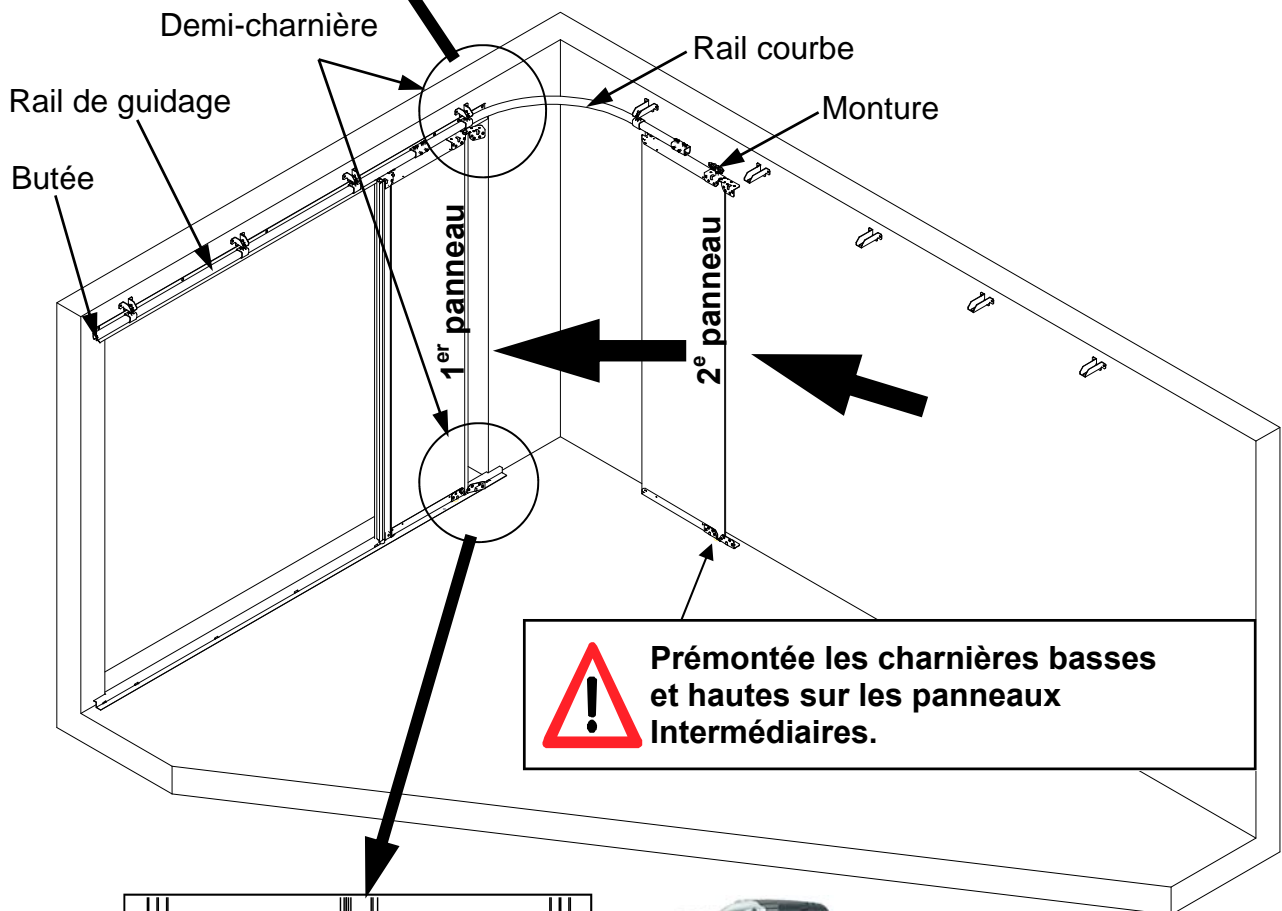 Demi-charnière
Rail courbe
Rail de guidage
Monture
Butée
1er panneau
2e panneau
Prémontée les charnières basses
et hautes sur les panneaux
Intermédiaires.